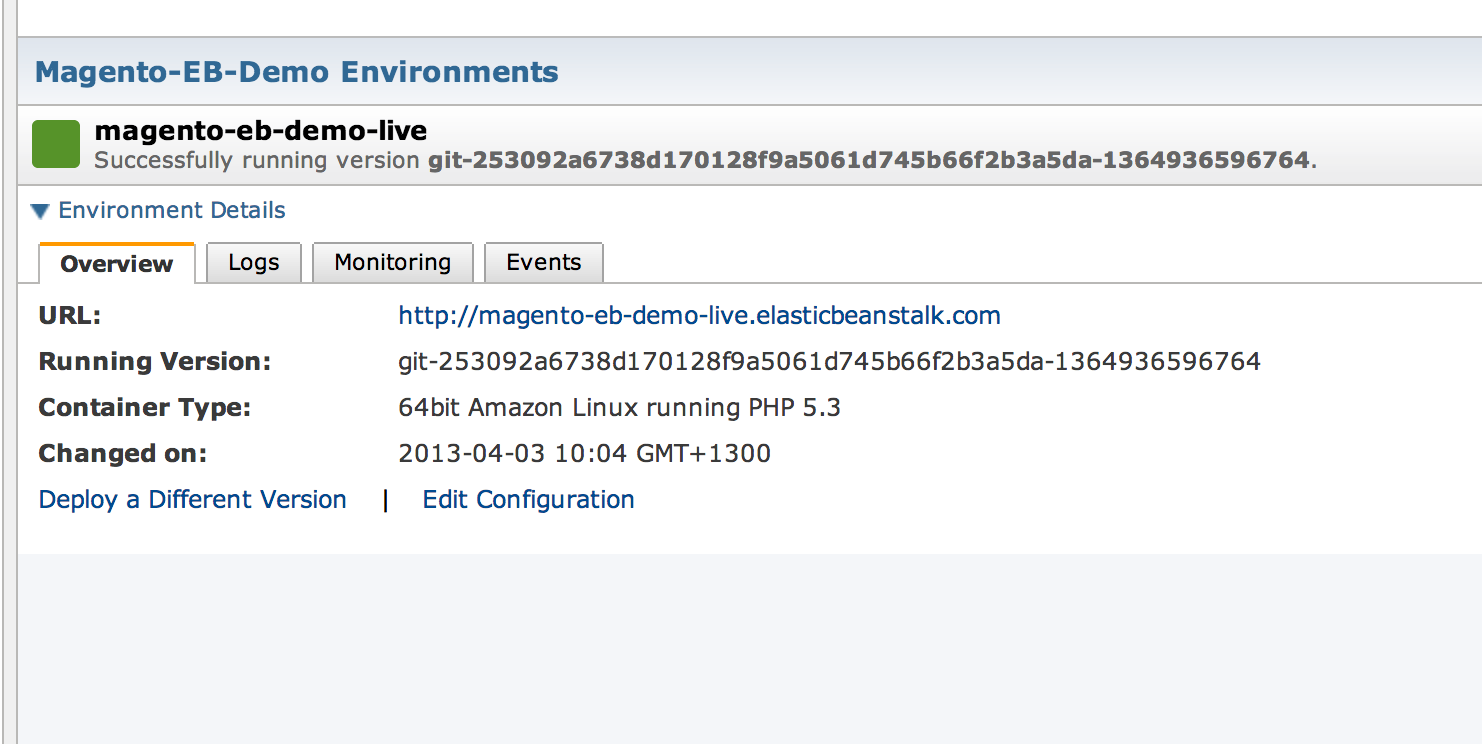 Magento-EB-Demo Environments
magento-eb-demo-live
Successfully running version git-253092a6738d170128f9a5061d745b66f2b3a5da-1364936596764.
Environment Details
Overview Logs Monitoring Events
URL: http://magento-eb-demo-live.elasticbeanstalk.com
Running Version: git-253092a6738d170128f9a5061d745b66f2b3a5da-1364936596764
Container Type: 64bit Amazon Linux running PHP 5.3
Changed on: 2013-04-03 10:04 GMT+1300
Deploy a Different Version | Edit Configuration